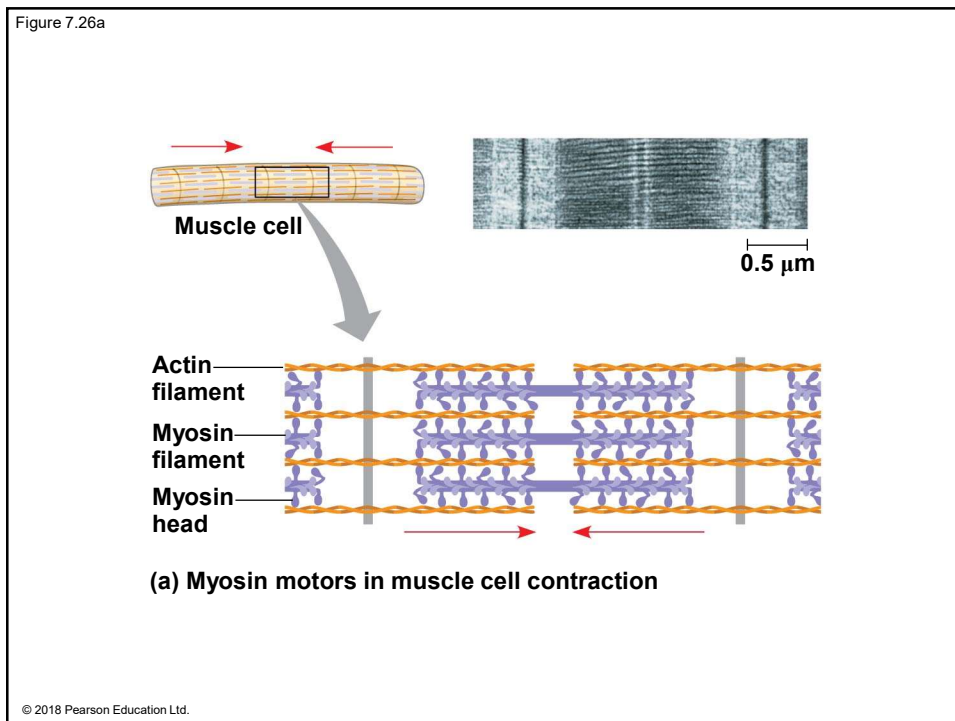 Figure 7.26a
Muscle cell
0.5 μm
Actin
filament
Myosin
filament
Myosin
head
(a) Myosin motors in muscle cell contraction
© 2018 Pearson Education Ltd.